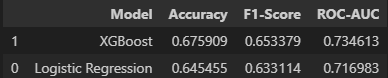 Model Accuracy F1-Score ROC-AUC
1 XGBoost 0.675909 0.653379 0.734613
0 Logistic Regression 0.645455 0.633114 0.716983